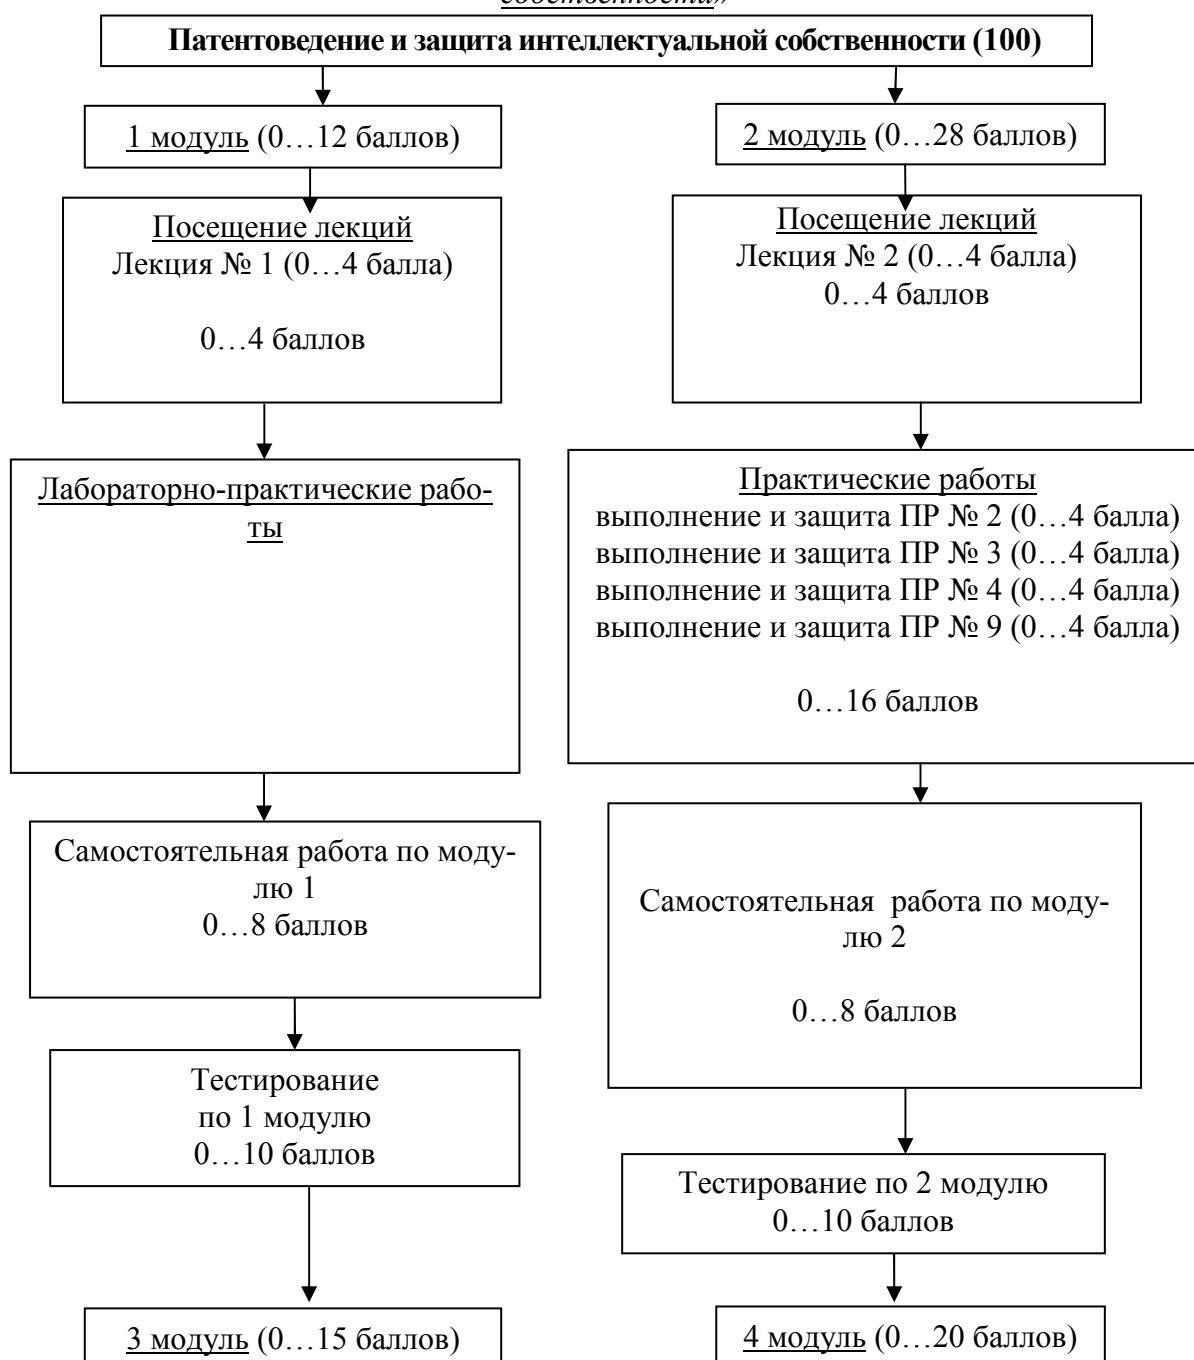 собственности»
Патентоведение и защита интеллектуальной собственности (100)
1 модуль (0…12 баллов)
Посещение лекций
Лекция № 1 (0…4 балла)
0…4 баллов
Лабораторно-практические рабо-
ты
Самостоятельная работа по моду-
лю 1
0…8 баллов
Тестирование
по 1 модулю
0…10 баллов
3 модуль (0…15 баллов)
2 модуль (0…28 баллов)
Посещение лекций
Лекция № 2 (0…4 балла)
0…4 баллов
Практические работы
выполнение и защита ПР № 2 (0…4 балла)
выполнение и защита ПР № 3 (0…4 балла)
выполнение и защита ПР № 4 (0…4 балла)
выполнение и защита ПР № 9 (0…4 балла)
0…16 баллов
Самостоятельная  работа по моду-
лю 2
0…8 баллов
Тестирование по 2 модулю
0…10 баллов
4 модуль (0…20 баллов)